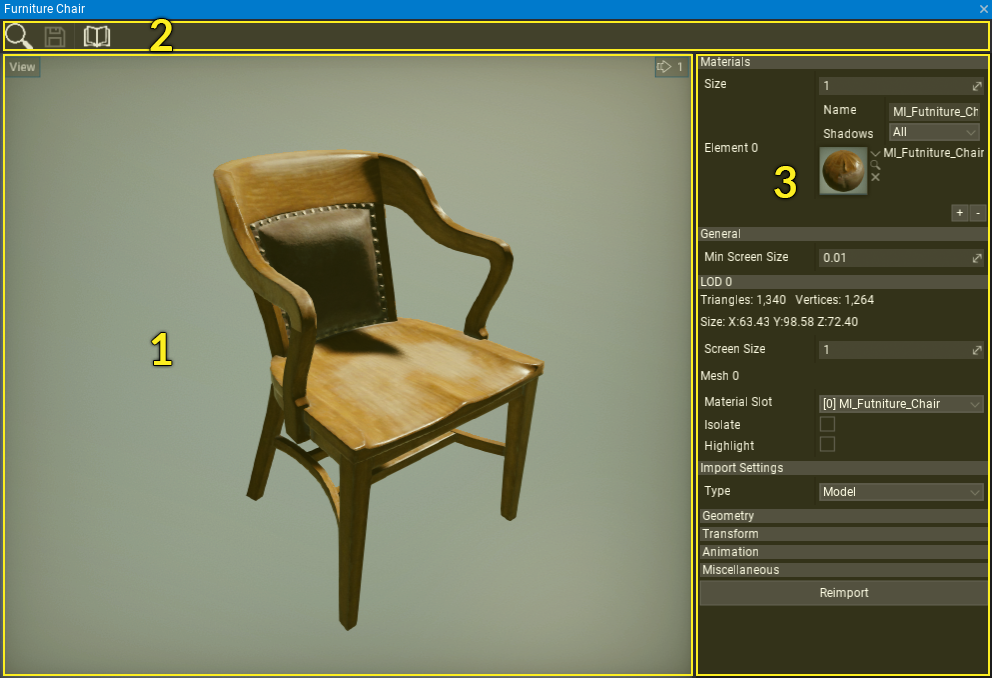 Furniture Chair
2
View
1
1
Materials
Size 1
Name MI_Futniture_Ch
Shadows All
Element 0
MI_Futniture_Chair
3
+ -
General
Min Screen Size 0.01
LOD 0
Triangles: 1,340 Vertices: 1,264
Size: X:63.43 Y:98.58 Z:72.40
Screen Size 1
Mesh 0
Material Slot [0] MI_Futniture_Chair
Isolate
Highlight
Import Settings
Type Model
Geometry
Transform
Animation
Miscellaneous
Reimport